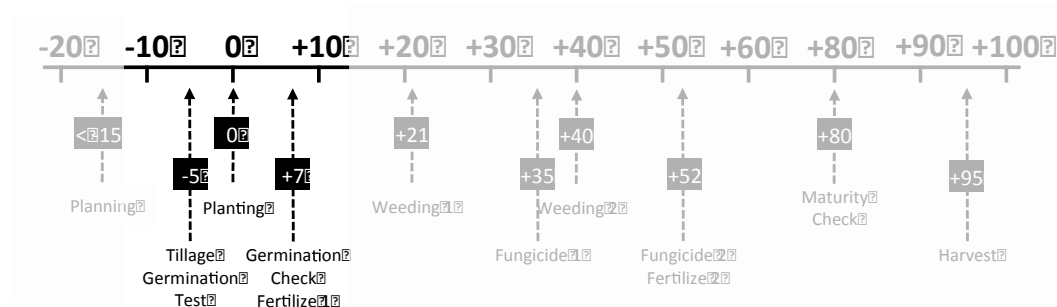 -20 -10 0 +10 +20 +30 +40 +50 +60 +80 +90 +100
< 15 0 +21 +40 +80
-5 +7 +35 +52 +95
Planning Planting Weeding 1 Weeding 2 Maturity
Check
Tillage Germination Fungicide 1 Fungicide 2 Harvest
Germination Check Fertilize 2
Test Fertilize 1